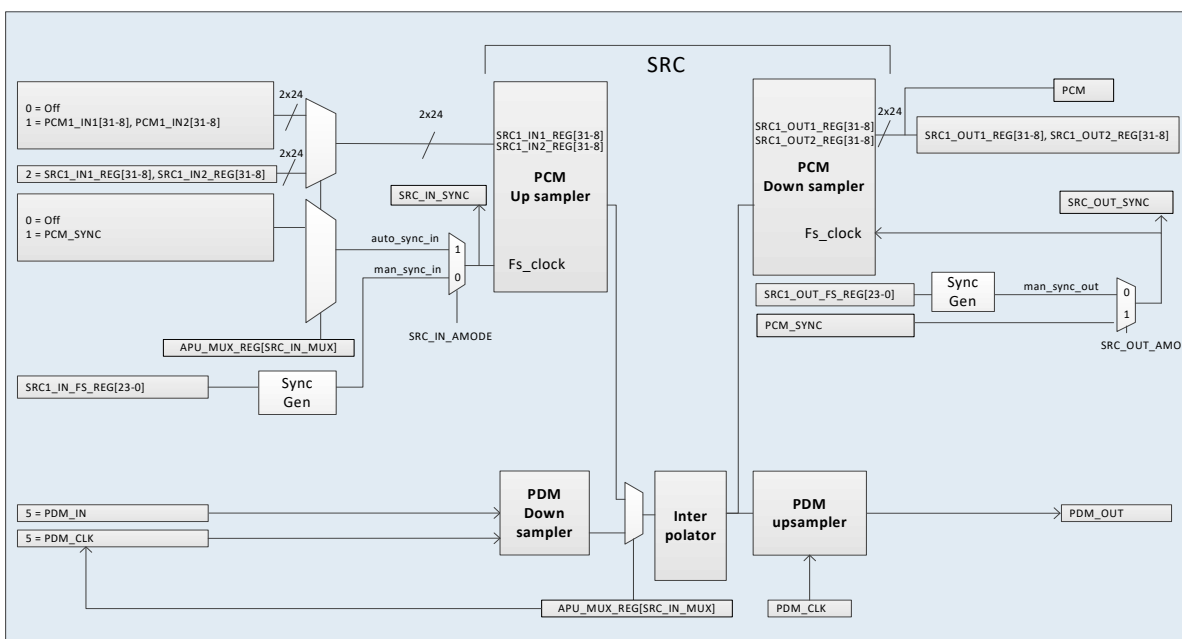 SRC
2x24
0 = Off
1 = PCM1_IN1[31-8], PCM1_IN2[31-8]
2x24
2 = SRC1_IN1_REG[31-8], SRC1_IN2_REG[31-8]
2x24
0 = Off
1 = PCM_SYNC
SRC1_IN1_REG[31-8]
SRC1_IN2_REG[31-8]
PCM
Up sampler
Fs_clock
SRC_IN_SYNC
auto_sync_in
1
man_sync_in
0
SRC_IN_AMODE
APU_MUX_REG[SRC_IN_MUX]
SRC1_IN_FS_REG[23-0]
Sync
Gen
SRC1_OUT1_REG[31-8]
SRC1_OUT2_REG[31-8]
PCM
Down sampler
Fs_clock
2x24
PCM
SRC1_OUT1_REG[31-8], SRC1_OUT2_REG[31-8]
SRC_OUT_SYNC
SRC1_OUT_FS_REG[23-0]
Sync
Gen
man_sync_out
0
1
PCM_SYNC
SRC_OUT_AMO
5 = PDM_IN
5 = PDM_CLK
PDM
Down
sampler
Inter
polator
PDM
upsampler
PDM_OUT
APU_MUX_REG[SRC_IN_MUX]
PDM_CLK